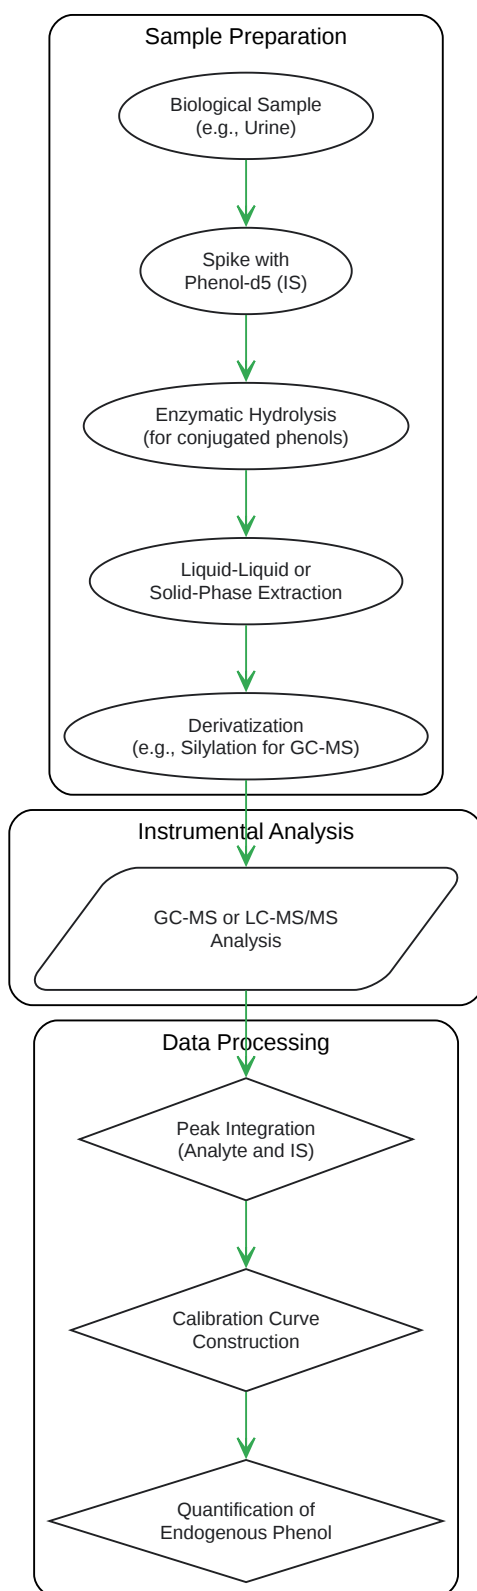 Sample Preparation
Biological Sample
(e.g., Urine)
Spike with
Phenol-d5 (IS)
Enzymatic Hydrolysis
(for conjugated phenols)
Liquid-Liquid or
Solid-Phase Extraction
Derivatization
(e.g., Silylation for GC-MS)
Instrumental Analysis
GC-MS or LC-MS/MS
Analysis
Data Processing
Peak Integration
(Analyte and IS)
Calibration Curve
Construction
Quantification of
Endogenous Phenol